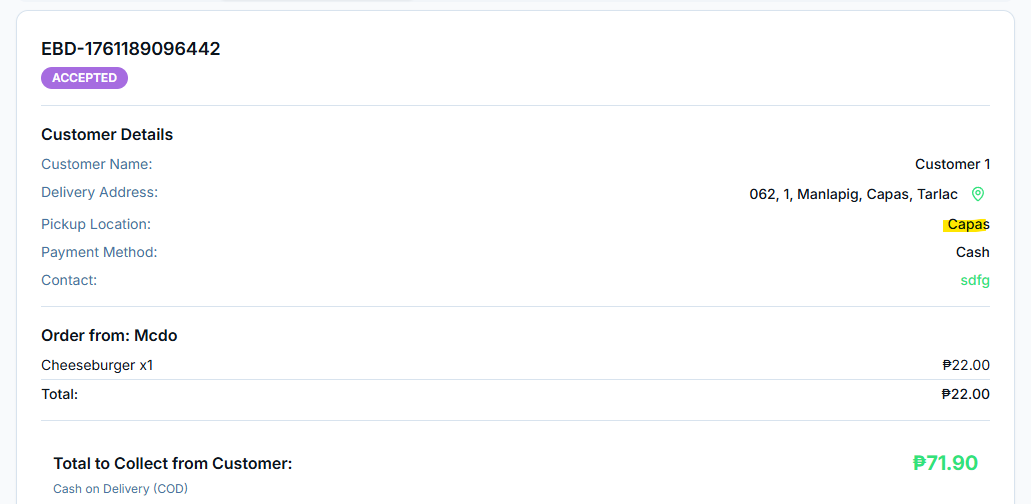 EBD-1761189096442
ACCEPTED
Customer Details
Customer Name: Customer 1
Delivery Address: 062, 1, Manlapig, Capas, Tarlac
Pickup Location: Capas
Payment Method: Cash
Contact: sdfg
Order from: Mcdo
Cheeseburger x1 ₱22.00
Total: ₱22.00
Total to Collect from Customer: ₱71.90
Cash on Delivery (COD)